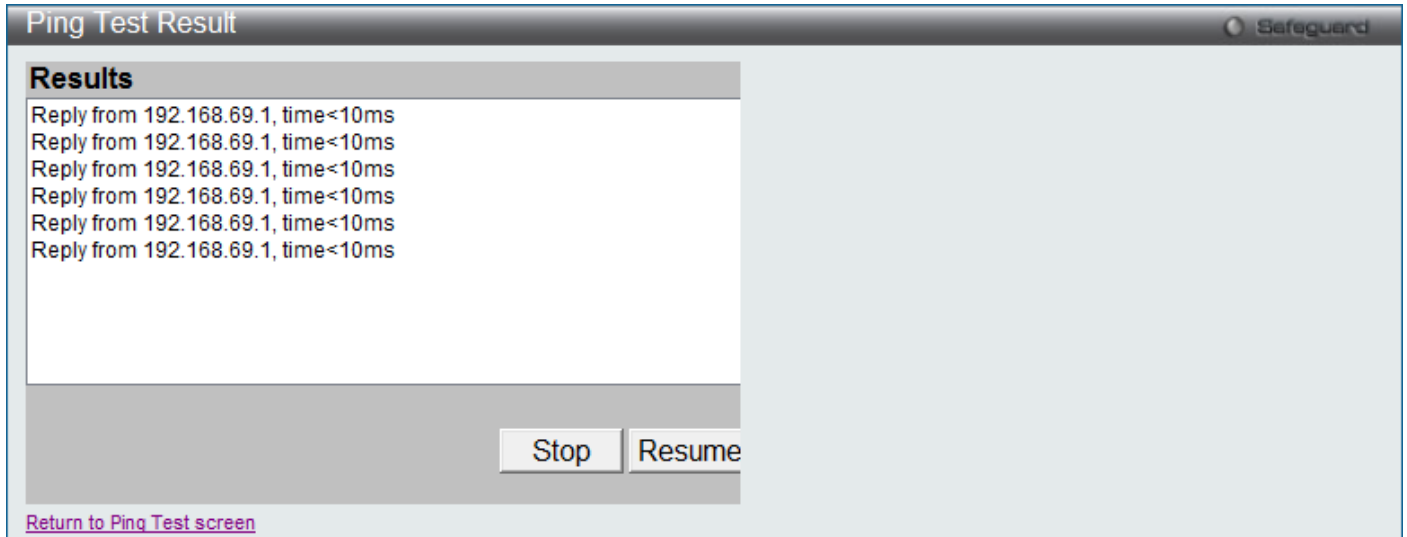 Ping Test Result
Safeguard
Results
Reply from 192.168.69.1, time<10ms
Reply from 192.168.69.1, time<10ms
Reply from 192.168.69.1, time<10ms
Reply from 192.168.69.1, time<10ms
Reply from 192.168.69.1, time<10ms
Reply from 192.168.69.1, time<10ms
Stop Resume
Return to Ping Test screen